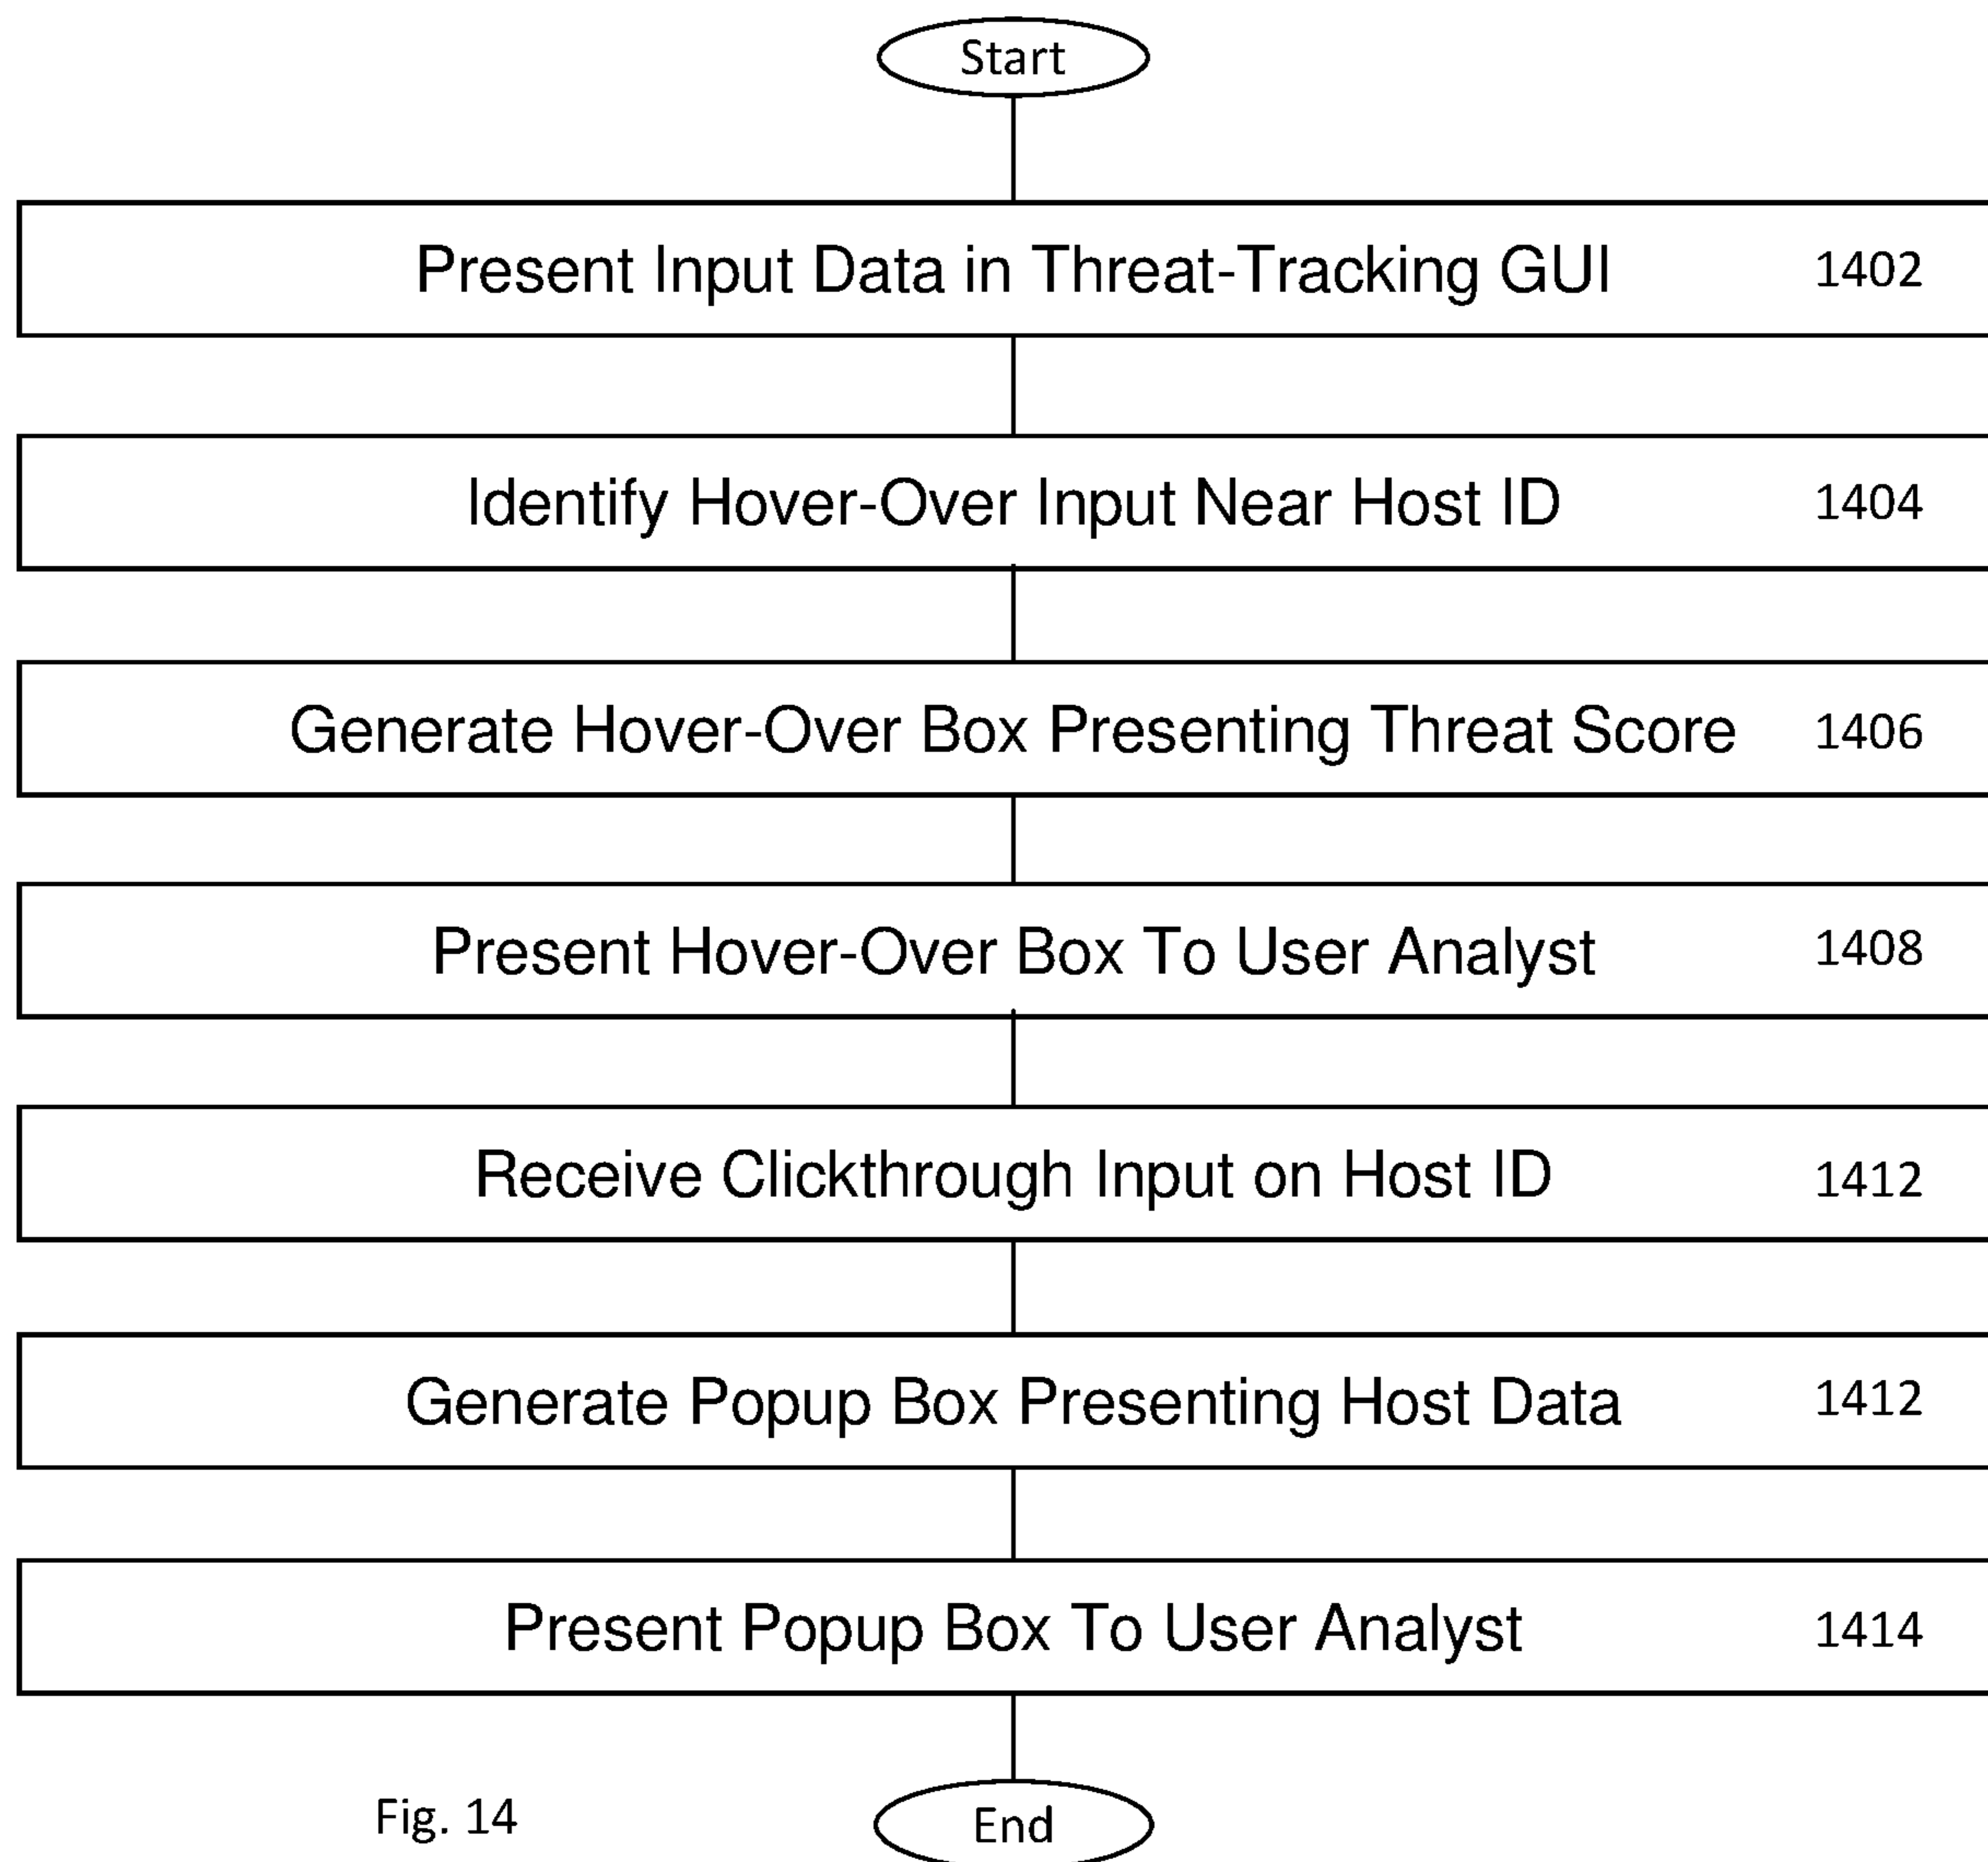 Start
Present Input Data in Threat-Tracking GUI 1402
Identify Hover-Over Input Near Host ID 1404
Generate Hover-Over Box Presenting Threat Score 1406
Present Hover-Over Box To User Analyst 1408
Receive Clickthrough Input on Host ID 1412
Generate Popup Box Presenting Host Data 1412
Present Popup Box To User Analyst 1414
Fig. 14
End